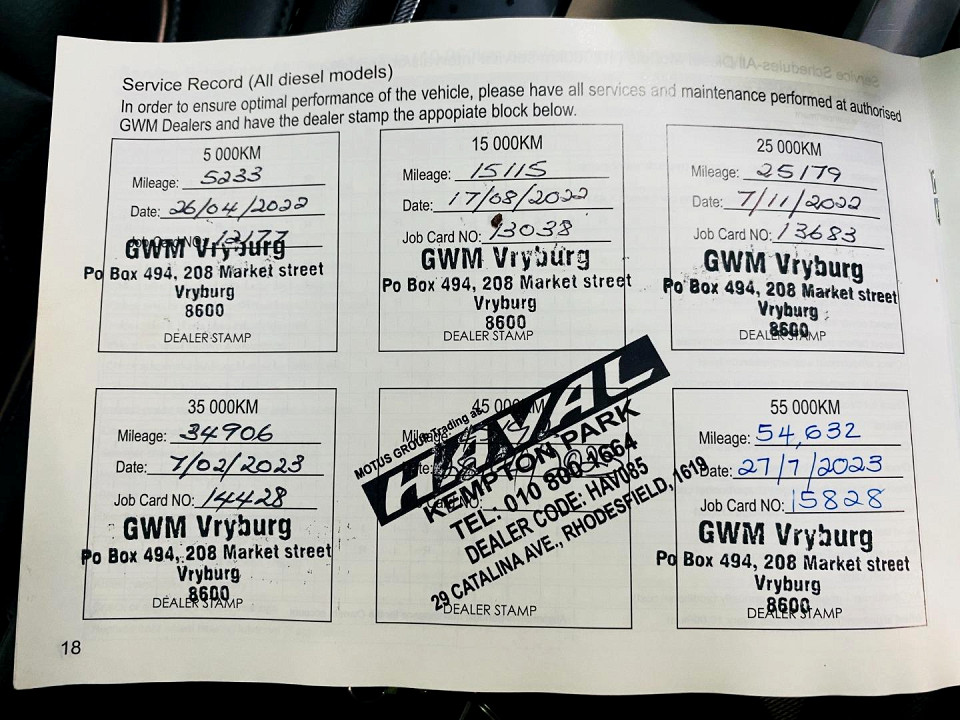 Service Record (All diesel models)
In order to ensure optimal performance of the vehicle, please have all services and maintenance performed at authorised
GWM Dealers and have the dealer stamp the appopiate block below.
5 000KM
Mileage: 5233
Date: 26/04/2022
Job Card NO: 12177
GWM Vryburg
Po Box 494, 208 Market street
Vryburg
8600
DEALER STAMP
15 000KM
Mileage: 15115
Date: 17/08/2022
Job Card NO: 13038
GWM Vryburg
Po Box 494, 208 Market street
Vryburg
8600
DEALER STAMP
25 000KM
Mileage: 25179
Date: 7/11/2022
Job Card NO: 13683
GWM Vryburg
Po Box 494, 208 Market street
Vryburg
8600
DEALER STAMP
35 000KM
Mileage: 34906
Date: 7/02/2023
Job Card NO: 14428
GWM Vryburg
Po Box 494, 208 Market street
Vryburg
8600
DEALER STAMP
45 000KM
Mileage:
MOTUS GROUP Trading as
HAVAL
KEMPTON PARK
TEL. 010 800 1664
DEALER CODE: HAV085
29 CATALINA AVE., RHODESFIELD, 1619
DEALER STAMP
55 000KM
Mileage: 54,632
Date: 27/7/2023
Job Card NO: 15828
GWM Vryburg
Po Box 494, 208 Market street
Vryburg
8600
DEALER STAMP
18